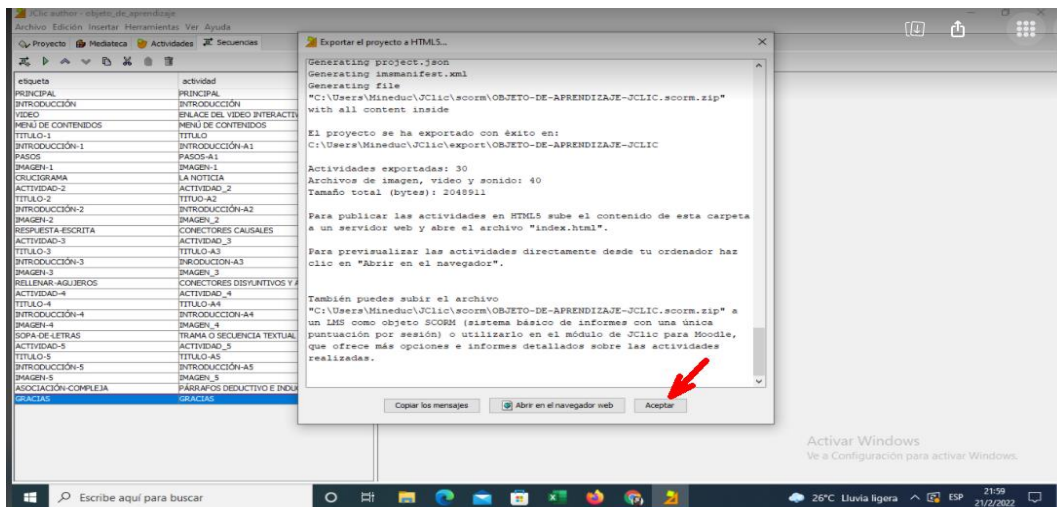 JClic author - objeto_de_aprendizaje
Archivo Edición Insertar Herramientas Ver Ayuda
Proyecto Mediateca Actividades Secuencias
etiqueta actividad
PRINCIPAL PRINCIPAL
INTRODUCCIÓN INTRODUCCIÓN
VIDEO ENLACE DEL VIDEO INTERACTIV
MENÚ DE CONTENIDOS MENÚ DE CONTENIDOS
TITULO-1 TITULO
INTRODUCCIÓN-1 INTRODUCCIÓN-A1
PASOS PASOS-A1
IMAGEN-1 IMAGEN-1
CRUCIGRAMA LA NOTICIA
ACTIVIDAD-2 ACTIVIDAD_2
TITULO-2 TITUO-A2
INTRODUCCIÓN-2 INTRODUCCIÓN-A2
IMAGEN-2 IMAGEN_2
RESPUESTA-ESCRITA CONECTORES CAUSALES
ACTIVIDAD-3 ACTIVIDAD_3
TITULO-3 TITULO-A3
INTRODUCCIÓN-3 INRODUCION-A3
IMAGEN-3 IMAGEN_3
RELLENAR-AGUJEROS CONECTORES DISYUNTIVOS Y A
ACTIVIDAD-4 ACTIVIDAD_4
TITULO-4 TITULO-A4
INTRODUCCIÓN-4 INTRODUCCION-A4
IMAGEN-4 IMAGEN_4
SOPA-DE-LETRAS TRAMA O SECUENCIA TEXTUAL
ACTIVIDAD-5 ACTIVIDAD_5
TITULO-5 TITULO-A5
INTRODUCCIÓN-5 INTRODUCCIÓN-A5
IMAGEN-5 IMAGEN_5
ASOCIACIÓN-COMPLEJA PÁRRAFOS DEDUCTIVO E INDU
GRACIAS GRACIAS
Exportar el proyecto a HTML5...
Generating project.json
Generating imsmanifest.xml
Generating file
"C:\Users\Mineduc\JClic\scorm\OBJETO-DE-APRENDIZAJE-JCLIC.scorm.zip"
with all content inside
El proyecto se ha exportado con éxito en:
C:\Users\Mineduc\JClic\export\OBJETO-DE-APRENDIZAJE-JCLIC
Actividades exportadas: 30
Archivos de imagen, video y sonido: 40
Tamaño total (bytes): 2048911
Para publicar las actividades en HTML5 sube el contenido de esta carpeta
a un servidor web y abre el archivo "index.html".
Para previsualizar las actividades directamente desde tu ordenador haz
clic en "Abrir en el navegador".
También puedes subir el archivo
"C:\Users\Mineduc\JClic\scorm\OBJETO-DE-APRENDIZAJE-JCLIC.scorm.zip" a
un LMS como objeto SCORM (sistema básico de informes con una única
puntuación por sesión) o utilizarlo en el módulo de JClic para Moodle,
que ofrece más opciones e informes detallados sobre las actividades
realizadas.
Copiar los mensajes Abrir en el navegador web Aceptar
Activar Windows
Ve a Configuración para activar Windows.
Escribe aquí para buscar
26°C Lluvia ligera ESP 21:59
21/2/2022